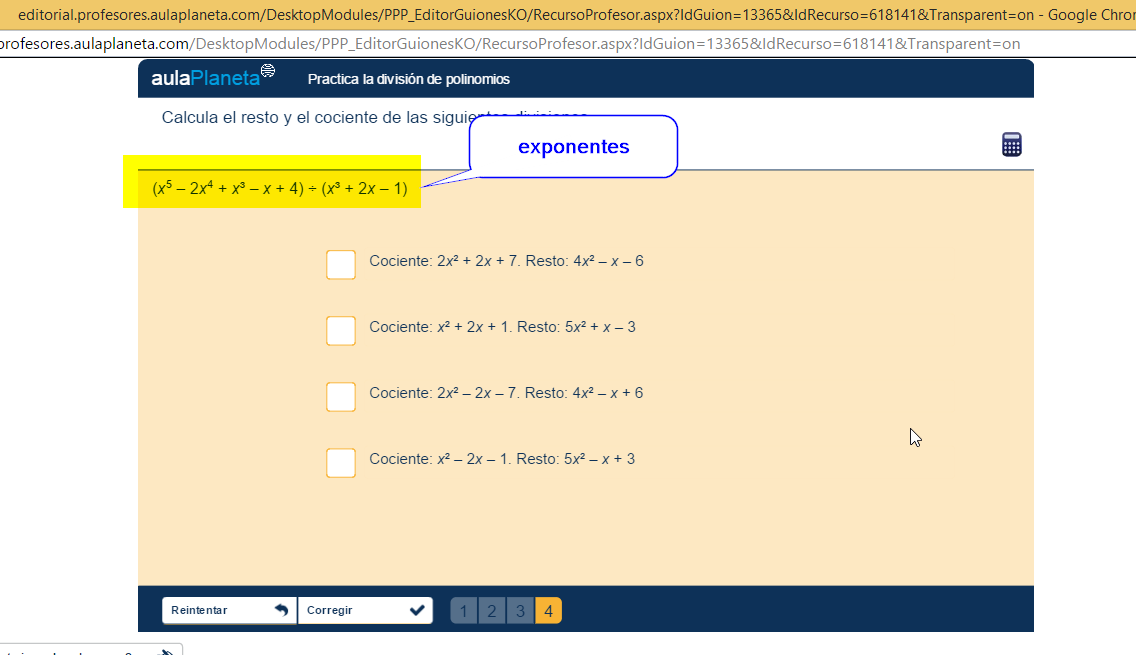 editorial.profesores.aulaplaneta.com/DesktopModules/PPP_EditorGuionesKO/RecursoProfesor.aspx?IdGuion=13365&IdRecurso=618141&Transparent=on - Google Chron
profesores.aulaplaneta.com/DesktopModules/PPP_EditorGuionesKO/RecursoProfesor.aspx?IdGuion=13365&IdRecurso=618141&Transparent=on
aulaPlaneta Practica la división de polinomios
Calcula el resto y el cociente de las siguientes divisiones
exponentes
(x⁵ – 2x⁴ + x³ – x + 4) ÷ (x³ + 2x – 1)
Cociente: 2x² + 2x + 7. Resto: 4x² – x – 6
Cociente: x² + 2x + 1. Resto: 5x² + x – 3
Cociente: 2x² – 2x – 7. Resto: 4x² – x + 6
Cociente: x² – 2x – 1. Resto: 5x² – x + 3
Reintentar Corregir 1 2 3 4